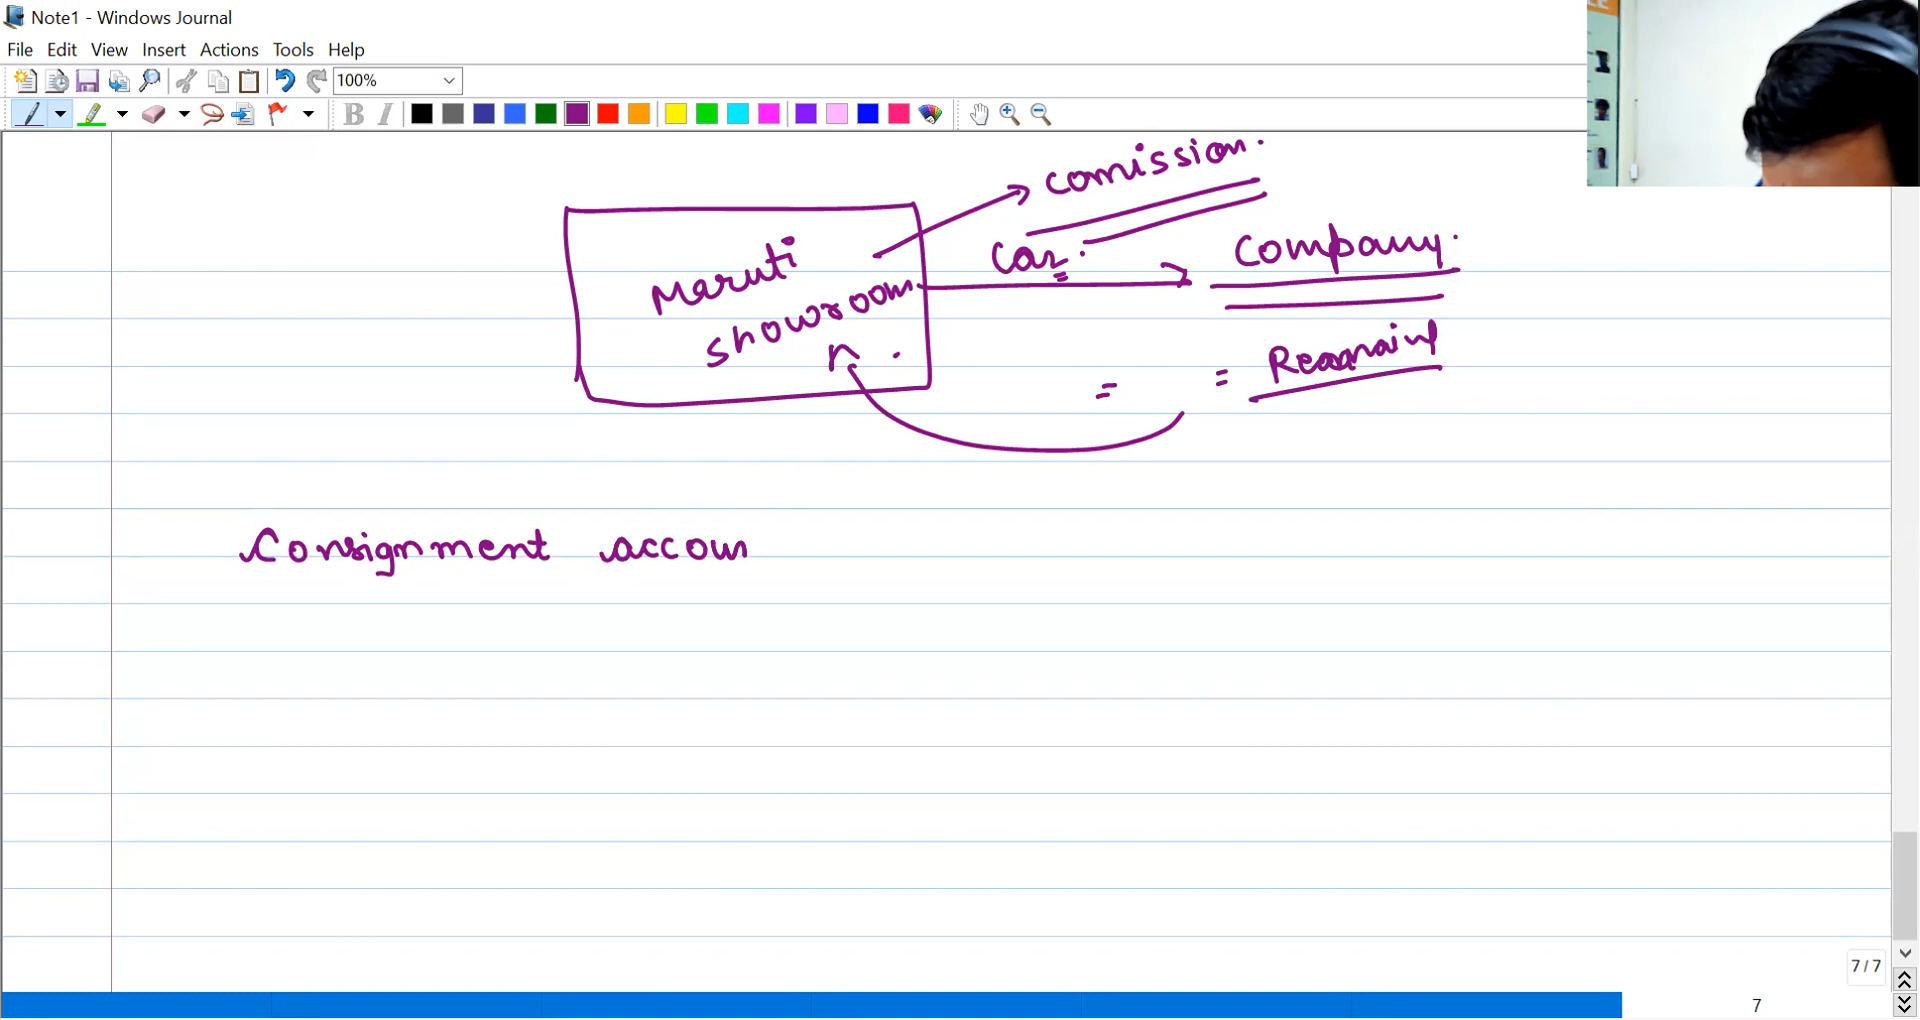 Note1 - Windows Journal
File Edit View Insert Actions Tools Help
100%
B I
comission.
Maruti
showroom
Car.
Company.
=
=
Consignment accoun
7 / 7
7